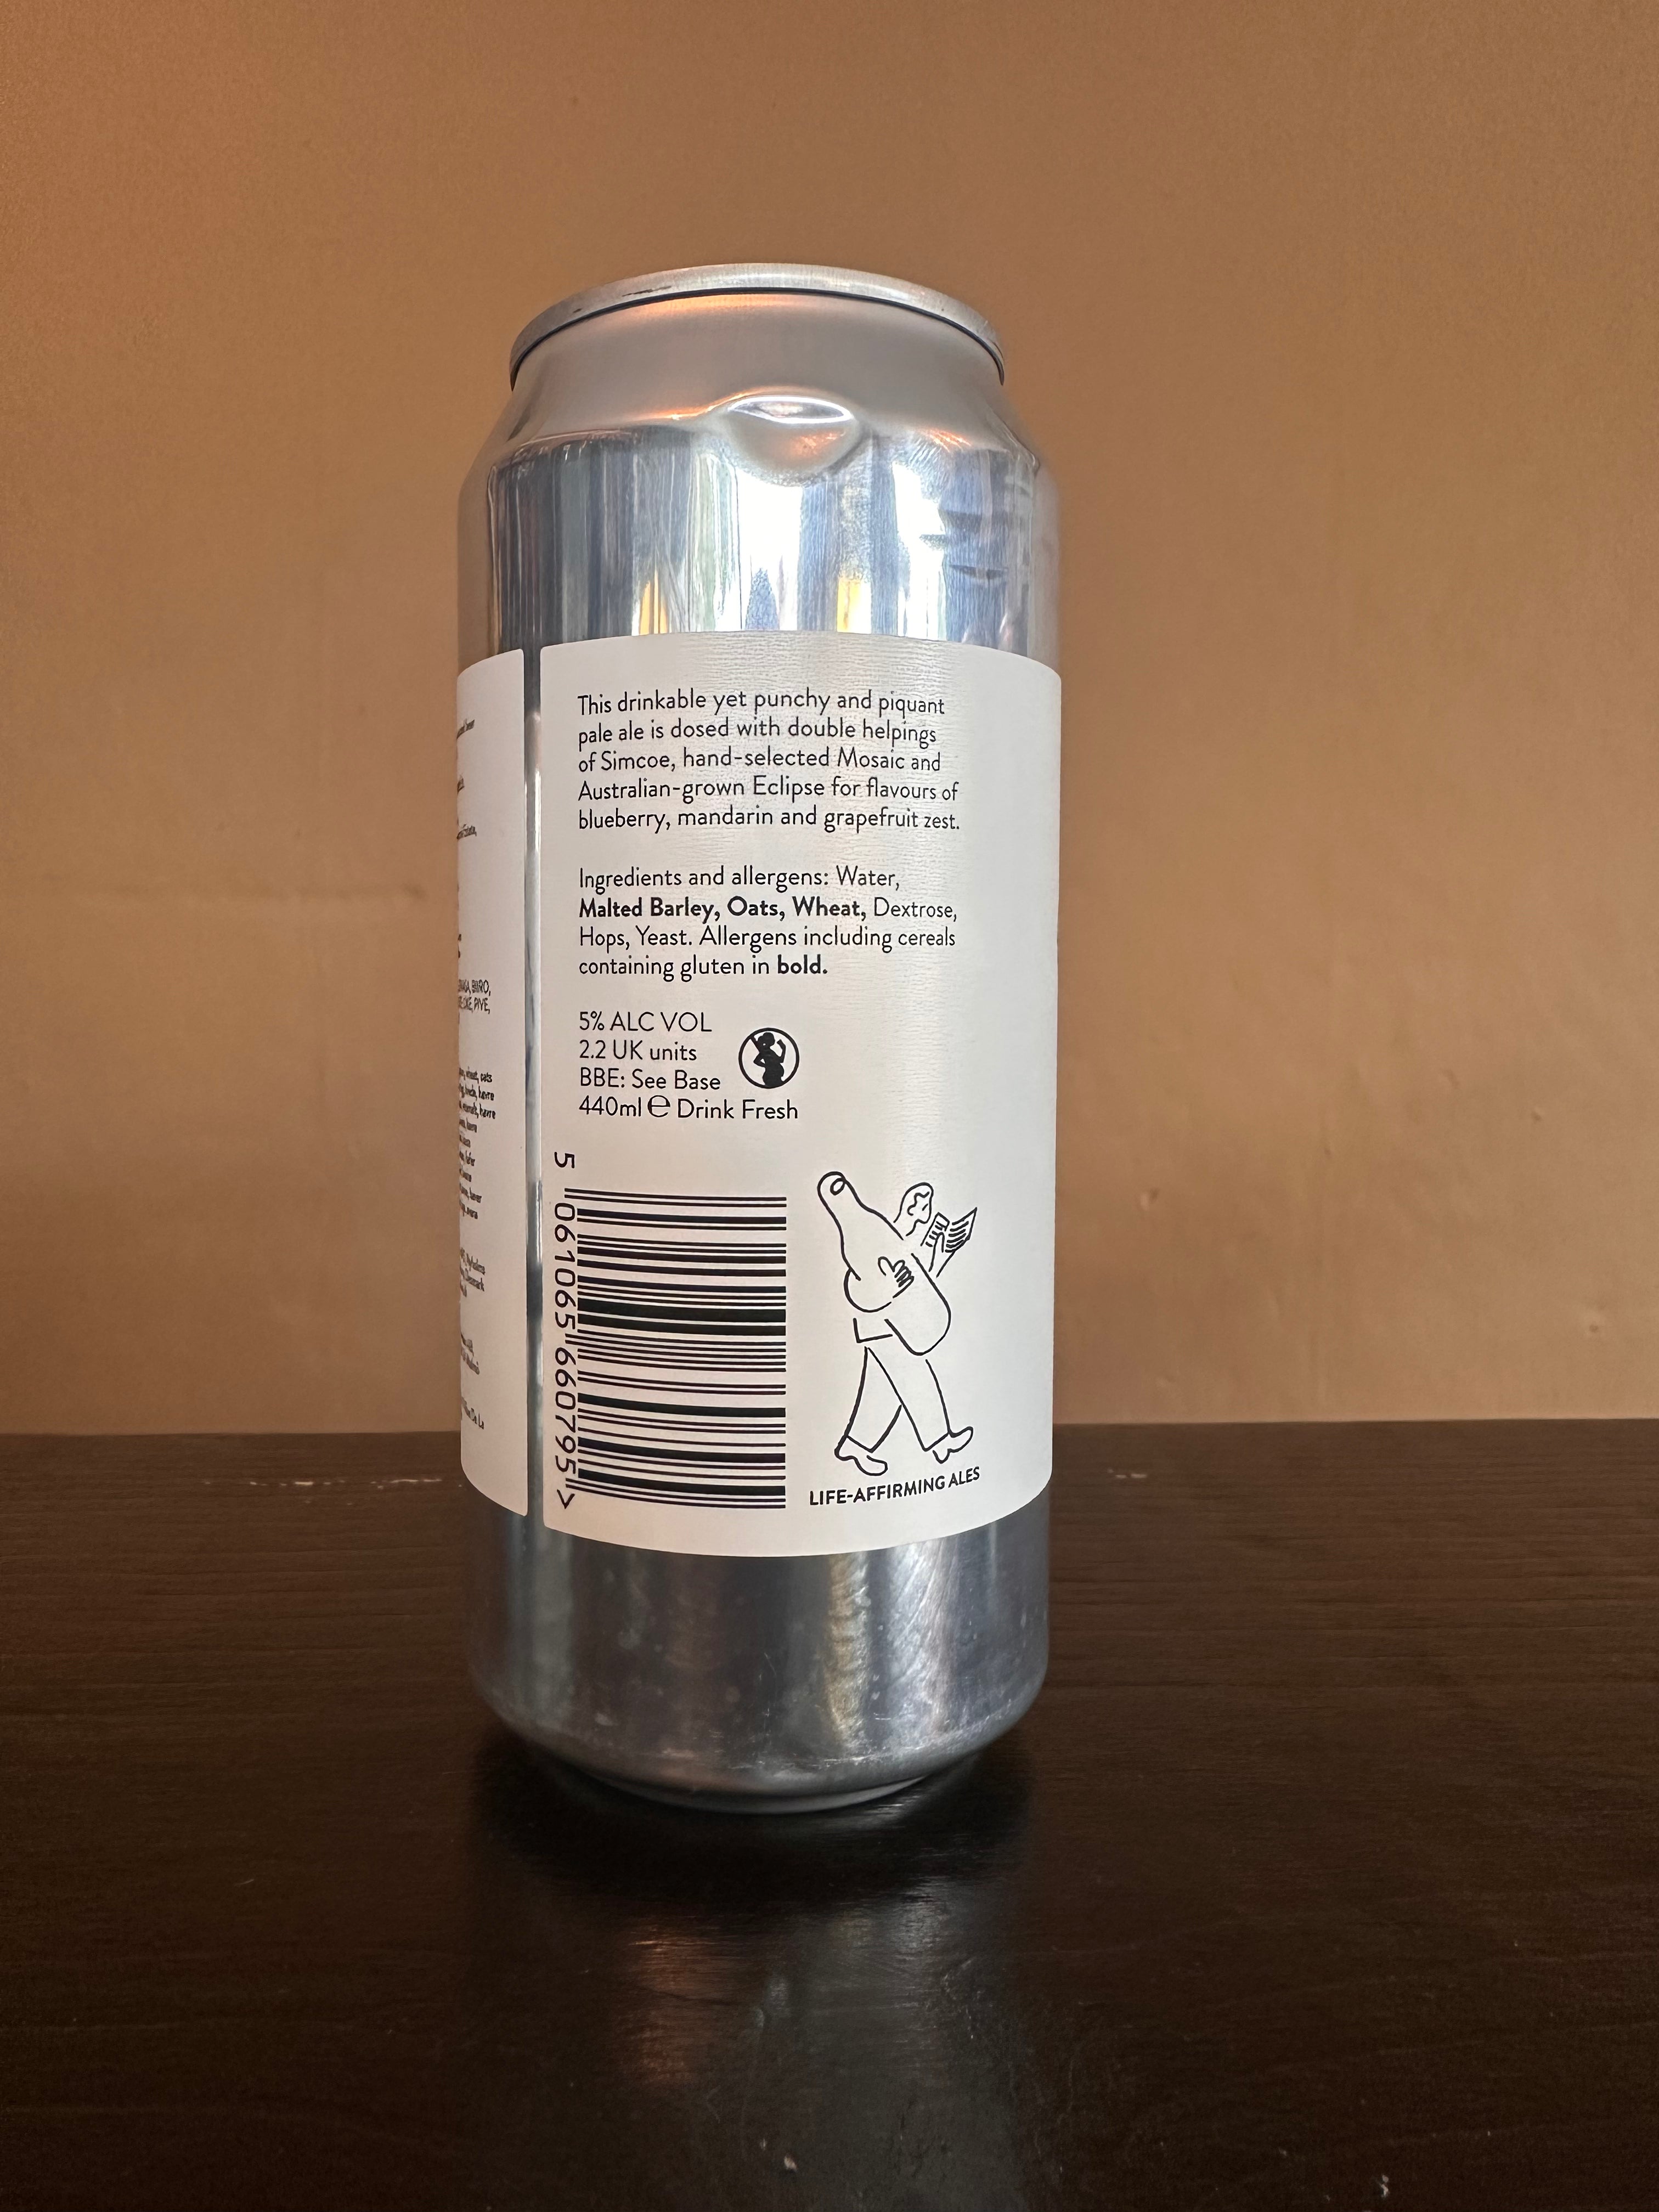 This drinkable yet punchy and piquant
pale ale is dosed with double helpings
of Simcoe, hand-selected Mosaic and
Australian-grown Eclipse for flavours of
blueberry, mandarin and grapefruit zest.
Ingredients and allergens: Water,
Malted Barley, Oats, Wheat, Dextrose,
Hops, Yeast. Allergens including cereals
containing gluten in bold.
5% ALC VOL
2.2 UK units
BBE: See Base
440ml ℮ Drink Fresh
5 061065 660795 >
LIFE-AFFIRMING ALES